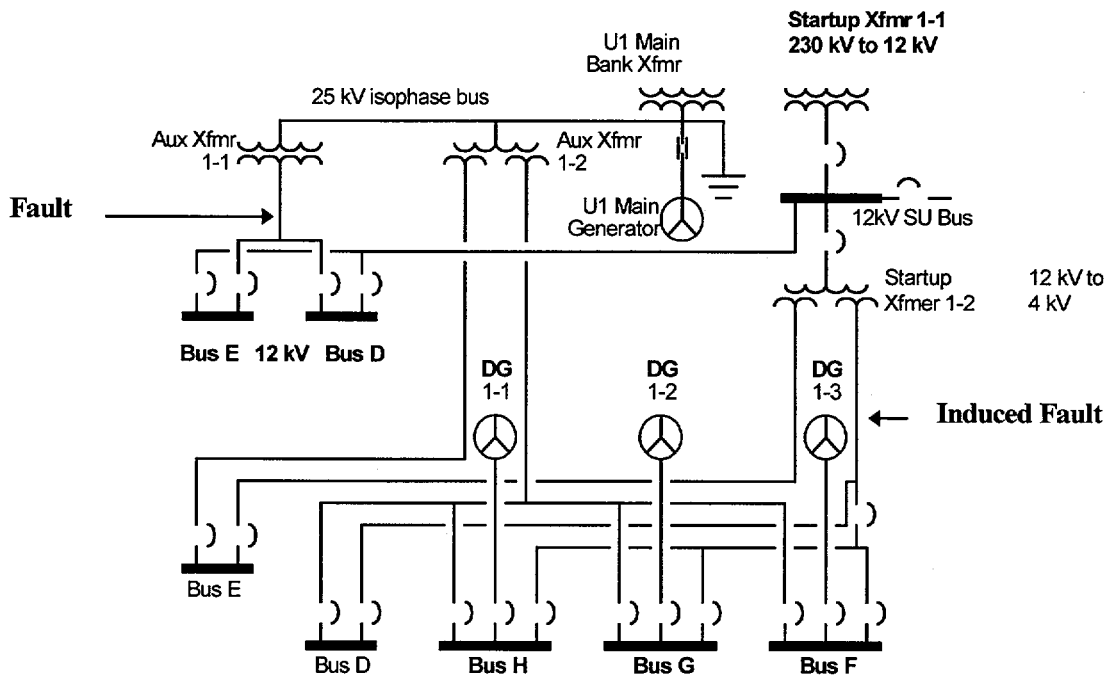 Startup Xfmr 1-1
230 kV to 12 kV
U1 Main
Bank Xfmr
25 kV isophase bus
Aux Xfmr
1-1
Aux Xfmr
1-2
Fault
U1 Main
Generator
12kV SU Bus
Startup
Xfmer 1-2
12 kV to
4 kV
Bus E 12 kV Bus D
DG
1-1
DG
1-2
DG
1-3
Induced Fault
Bus E
Bus D
Bus H
Bus G
Bus F